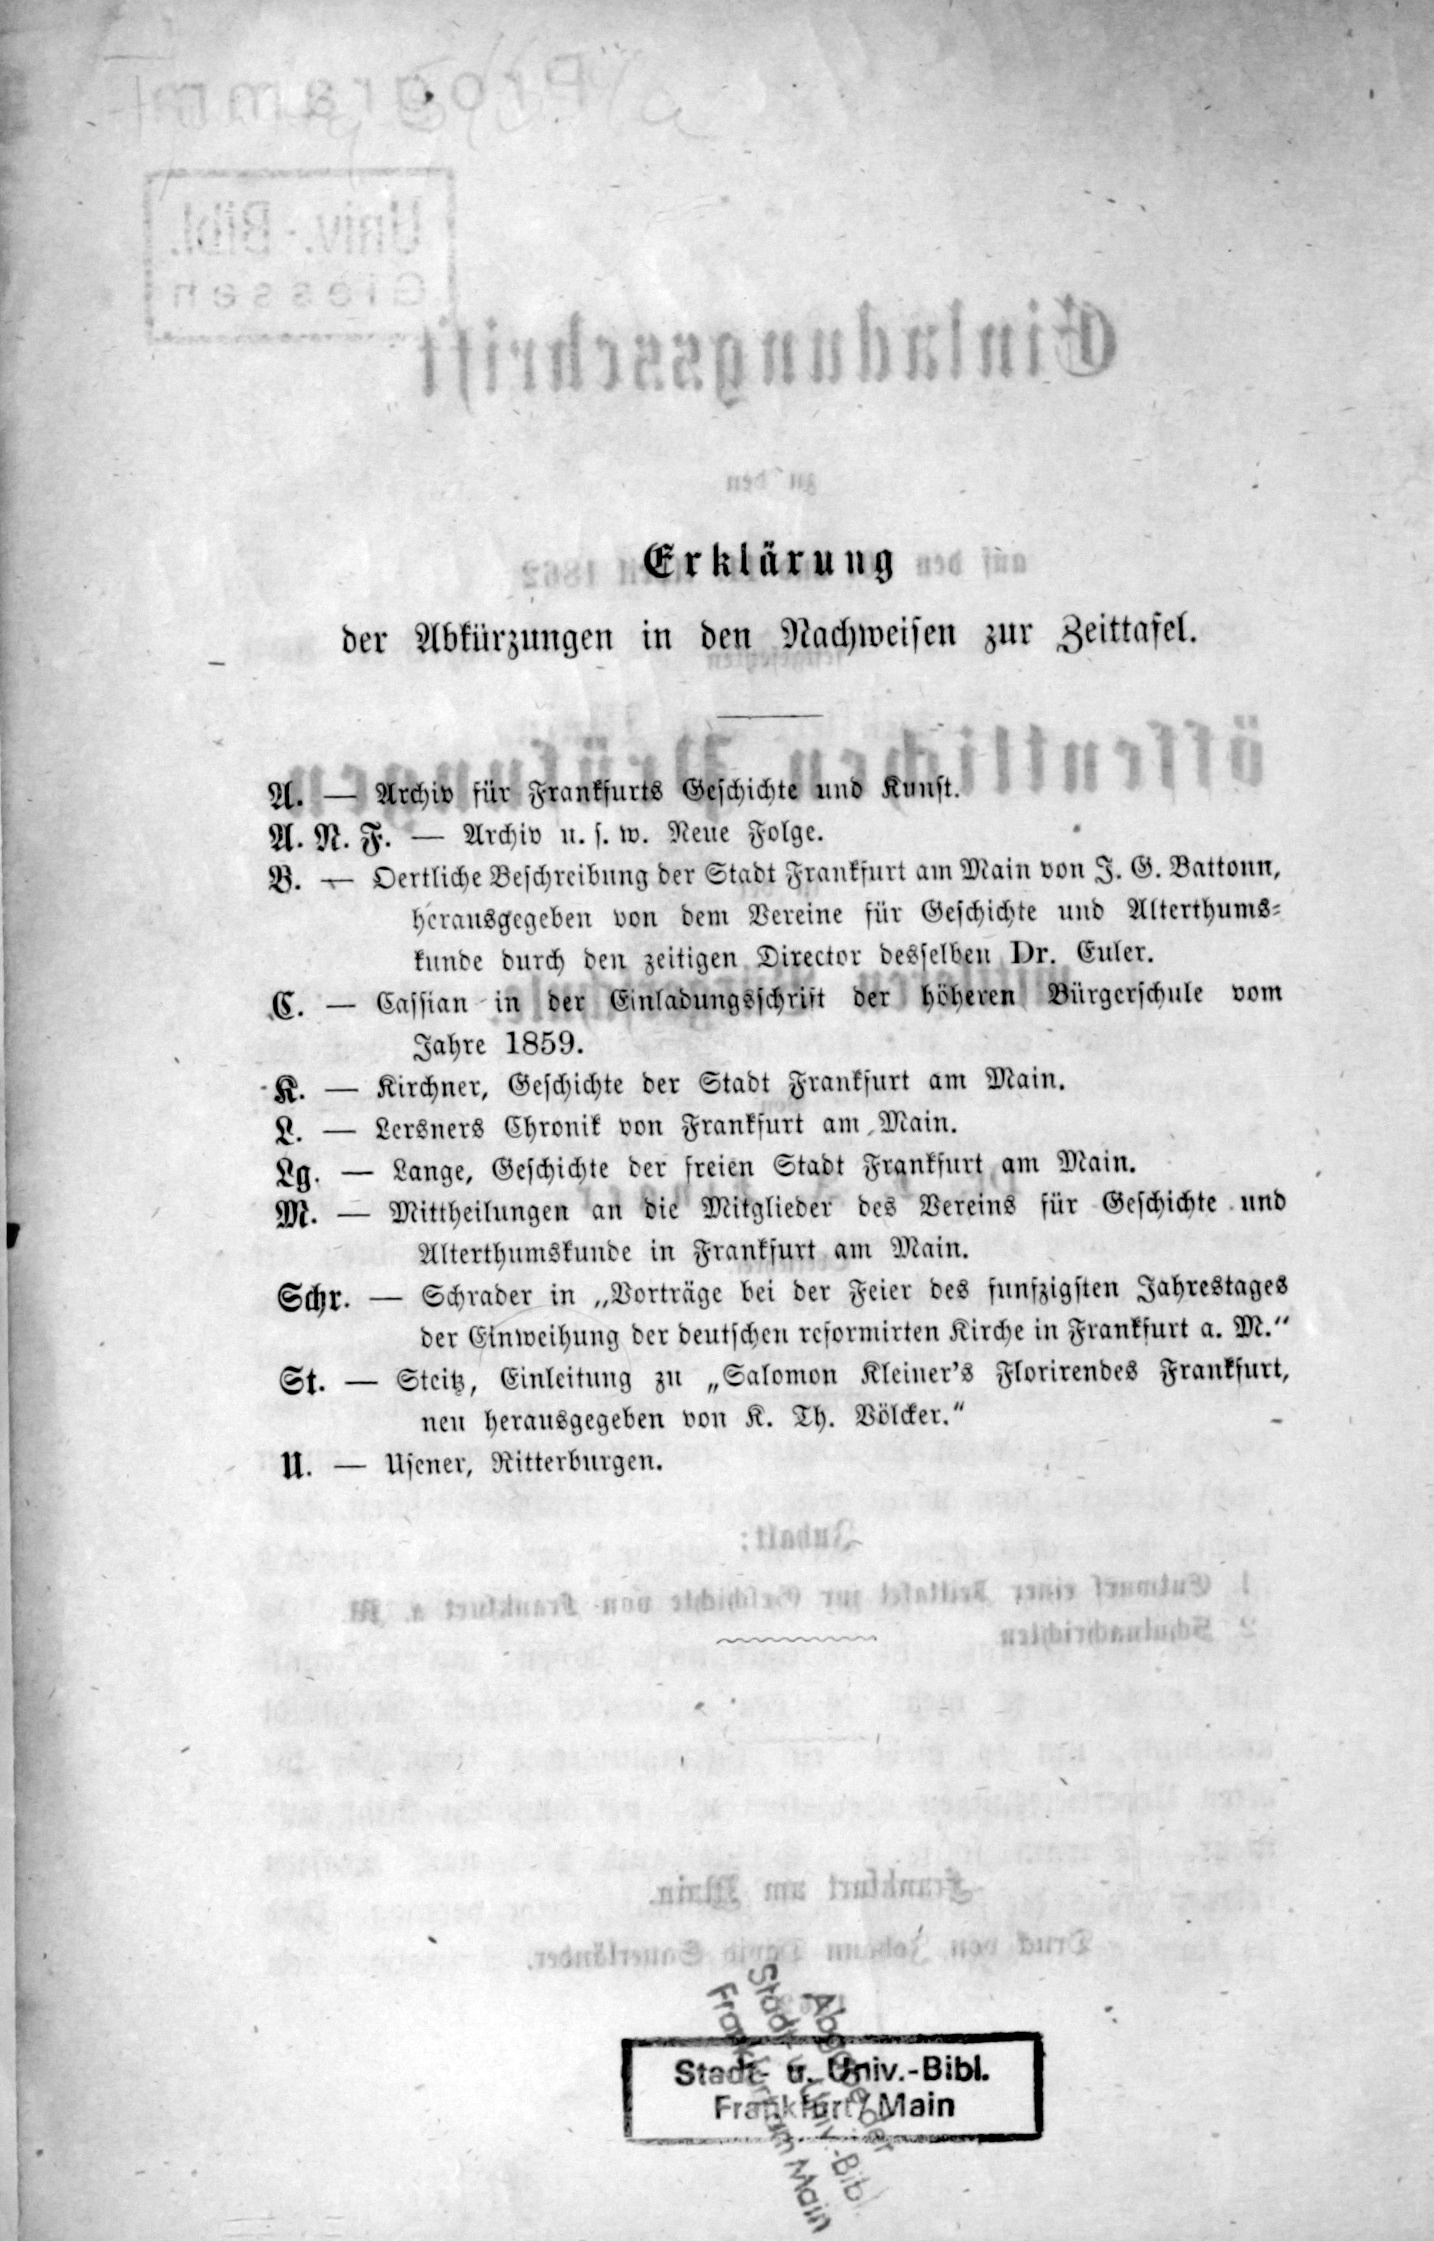 Erklärung
der Abkürzungen in den Nachweisen zur Zeittafel.
A. — Archiv für Frankfurts Geschichte und Kunst.
A. N. F. — Archiv u. s. w. Neue Folge.
B. — Oertliche Beschreibung der Stadt Frankfurt am Main von J. G. Battonn,
herausgegeben von dem Vereine für Geschichte und Alterthums-
kunde durch den zeitigen Director desselben Dr. Euler.
C. — Cassian in der Einladungsschrift der höheren Bürgerschule vom
Jahre 1859.
K. — Kirchner, Geschichte der Stadt Frankfurt am Main.
L. — Lersners Chronik von Frankfurt am Main.
Lg. — Lange, Geschichte der freien Stadt Frankfurt am Main.
M. — Mittheilungen an die Mitglieder des Vereins für Geschichte und
Alterthumskunde in Frankfurt am Main.
Schr. — Schrader in „Vorträge bei der Feier des funfzigsten Jahrestages
der Einweihung der deutschen reformirten Kirche in Frankfurt a. M.“
St. — Steitz, Einleitung zu „Salomon Kleiner's Florirendes Frankfurt,
neu herausgegeben von K. Th. Völcker.“
U. — Usener, Ritterburgen.
Stadt- u. Univ.-Bibl.
Frankfurt / Main